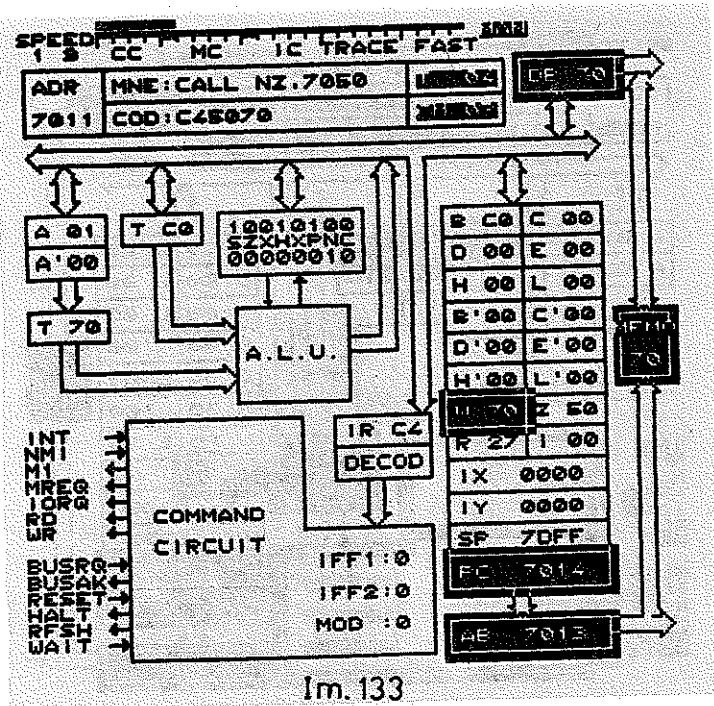 SPEED
1 S CC MC IC TRACE FAST
ADR MNE:CALL NZ.7050
7011 COD:C45070
A 01
A'00
T C0
10010100
SZXHXPNC
00000010
T 70
A.L.U.
B C0 C 00
D 00 E 00
H 00 L 00
B'00 C'00
D'00 E'00
H'00 L'00
W 70 Z 50
R 27 I 00
IX 0000
IY 0000
SP 7DFF
PC 7014
AB 7013
70
IR C4
DECOD
INT
NMI
M1
MREQ
IORQ
RD
WR
BUSRQ
BUSAK
RESET
HALT
RFSH
WAIT
COMMAND
CIRCUIT
IFF1:0
IFF2:0
MOD :0
Im.133